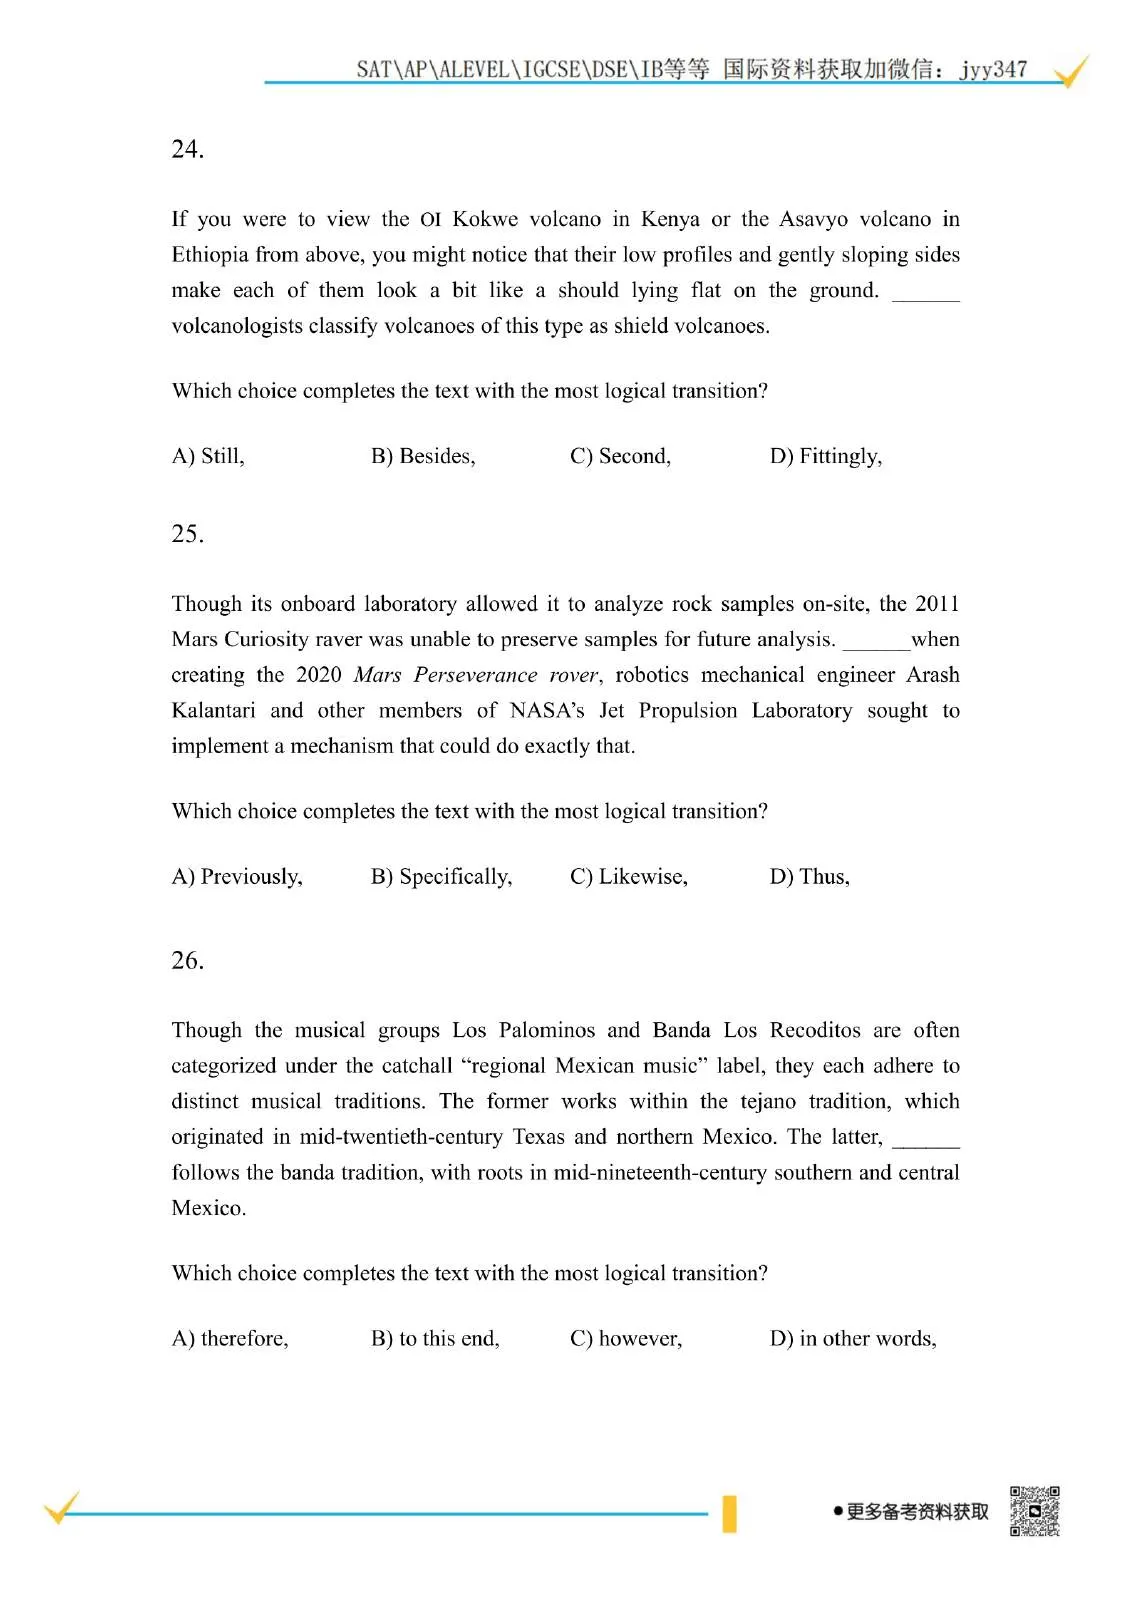 SAT\AP\ALEVEL\IGCSE\DSE\IB等等 国际资料获取加微信：jyy347
24.
If you were to view the OI Kokwe volcano in Kenya or the Asavyo volcano in
Ethiopia from above, you might notice that their low profiles and gently sloping sides
make each of them look a bit like a should lying flat on the ground. ______
volcanologists classify volcanoes of this type as shield volcanoes.
Which choice completes the text with the most logical transition?
A) Still, B) Besides, C) Second, D) Fittingly,
25.
Though its onboard laboratory allowed it to analyze rock samples on-site, the 2011
Mars Curiosity raver was unable to preserve samples for future analysis. ______when
creating the 2020 Mars Perseverance rover, robotics mechanical engineer Arash
Kalantari and other members of NASA’s Jet Propulsion Laboratory sought to
implement a mechanism that could do exactly that.
Which choice completes the text with the most logical transition?
A) Previously, B) Specifically, C) Likewise, D) Thus,
26.
Though the musical groups Los Palominos and Banda Los Recoditos are often
categorized under the catchall “regional Mexican music” label, they each adhere to
distinct musical traditions. The former works within the tejano tradition, which
originated in mid-twentieth-century Texas and northern Mexico. The latter, ______
follows the banda tradition, with roots in mid-nineteenth-century southern and central
Mexico.
Which choice completes the text with the most logical transition?
A) therefore, B) to this end, C) however, D) in other words,
●更多备考资料获取